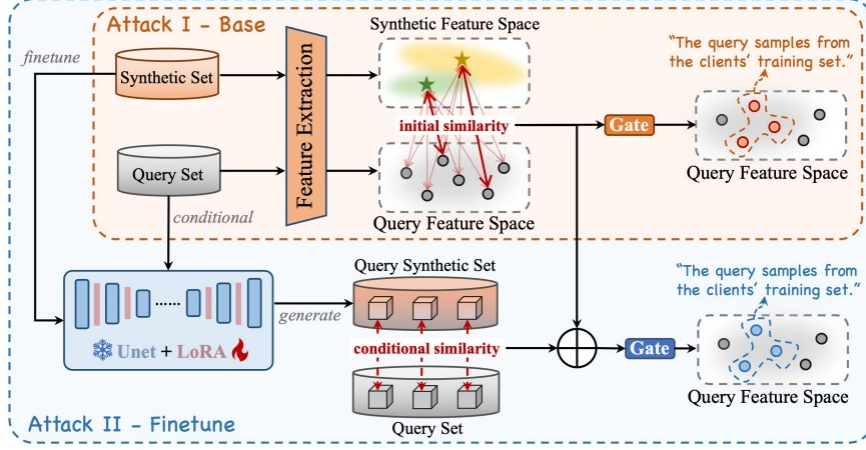 Attack I - Base
finetune
Synthetic Set
Query Set
conditional
Feature Extraction
Synthetic Feature Space
initial similarity
Query Feature Space
Gate
"The query samples from
the clients' training set."
Query Feature Space
Unet + LoRA
generate
Query Synthetic Set
conditional similarity
Query Set
Gate
"The query samples from
the clients' training set."
Query Feature Space
Attack II - Finetune